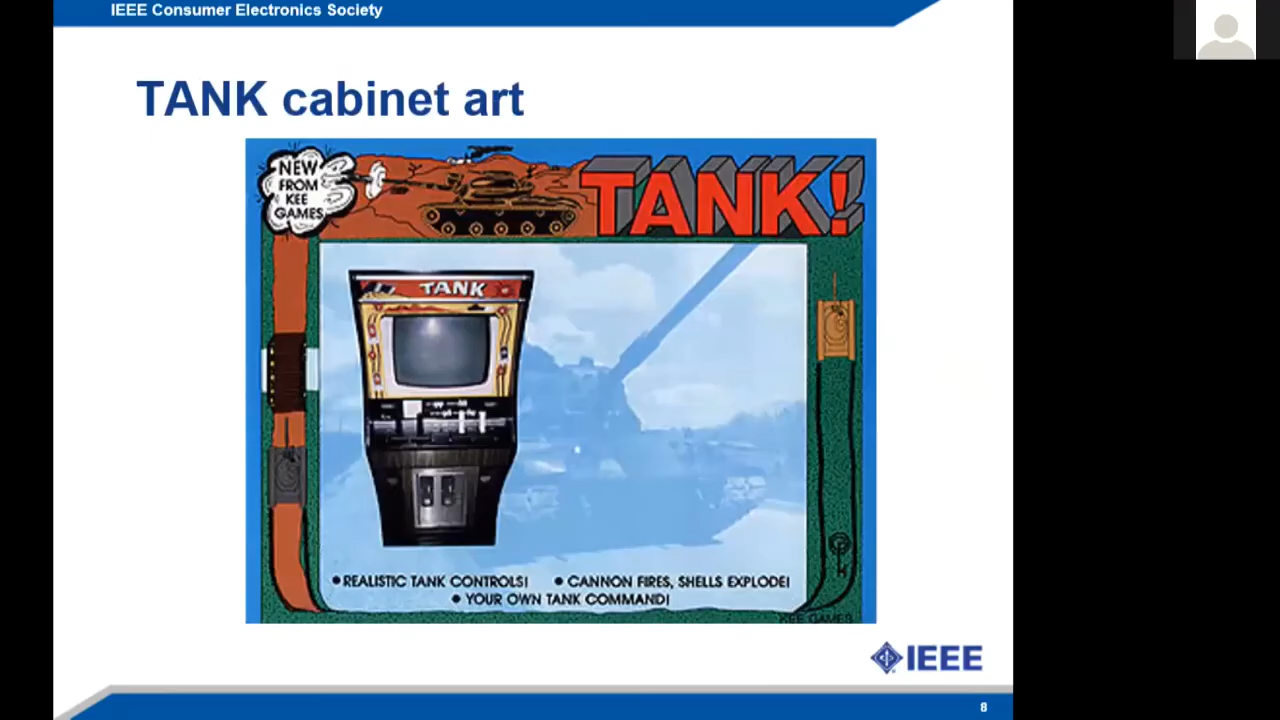 IEEE Consumer Electronics Society
TANK cabinet art
NEW
FROM
KEE
GAMES
TANK!
TANK
•REALISTIC TANK CONTROLS!
•CANNON FIRES, SHELLS EXPLODE!
•YOUR OWN TANK COMMAND!
KEE GAMES
IEEE
8